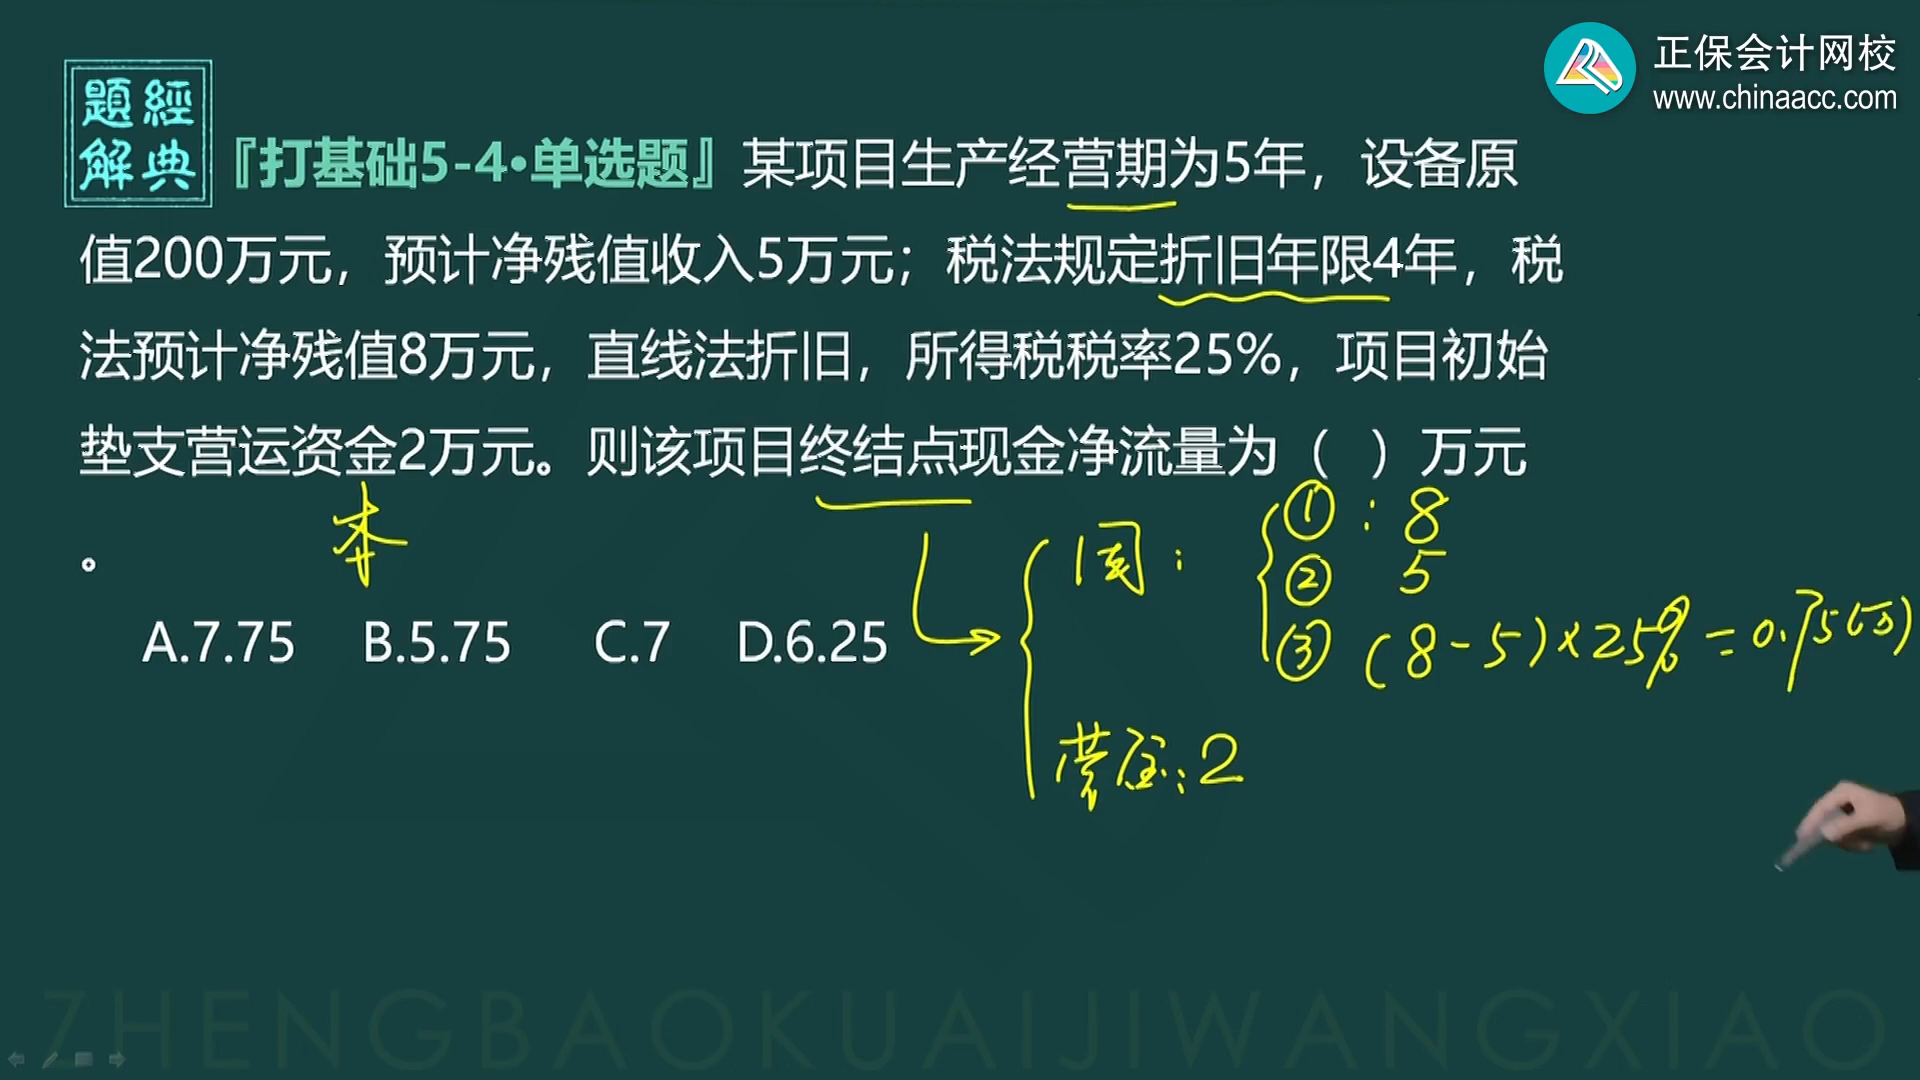 正保会计网校
www.chinaacc.com
經典
題解
『打基础5-4•单选题』某项目生产经营期为5年，设备原
值200万元，预计净残值收入5万元；税法规定折旧年限4年，税
法预计净残值8万元，直线法折旧，所得税税率25%，项目初始
垫支营运资金2万元。则该项目终结点现金净流量为（ ）万元
。
本
固：
①：8
② 5
③ (8-5)×25%=0.75(万)
A.7.75 B.5.75 C.7 D.6.25
营运：2
ZHENGBAOKUAIJIWANGXIAO